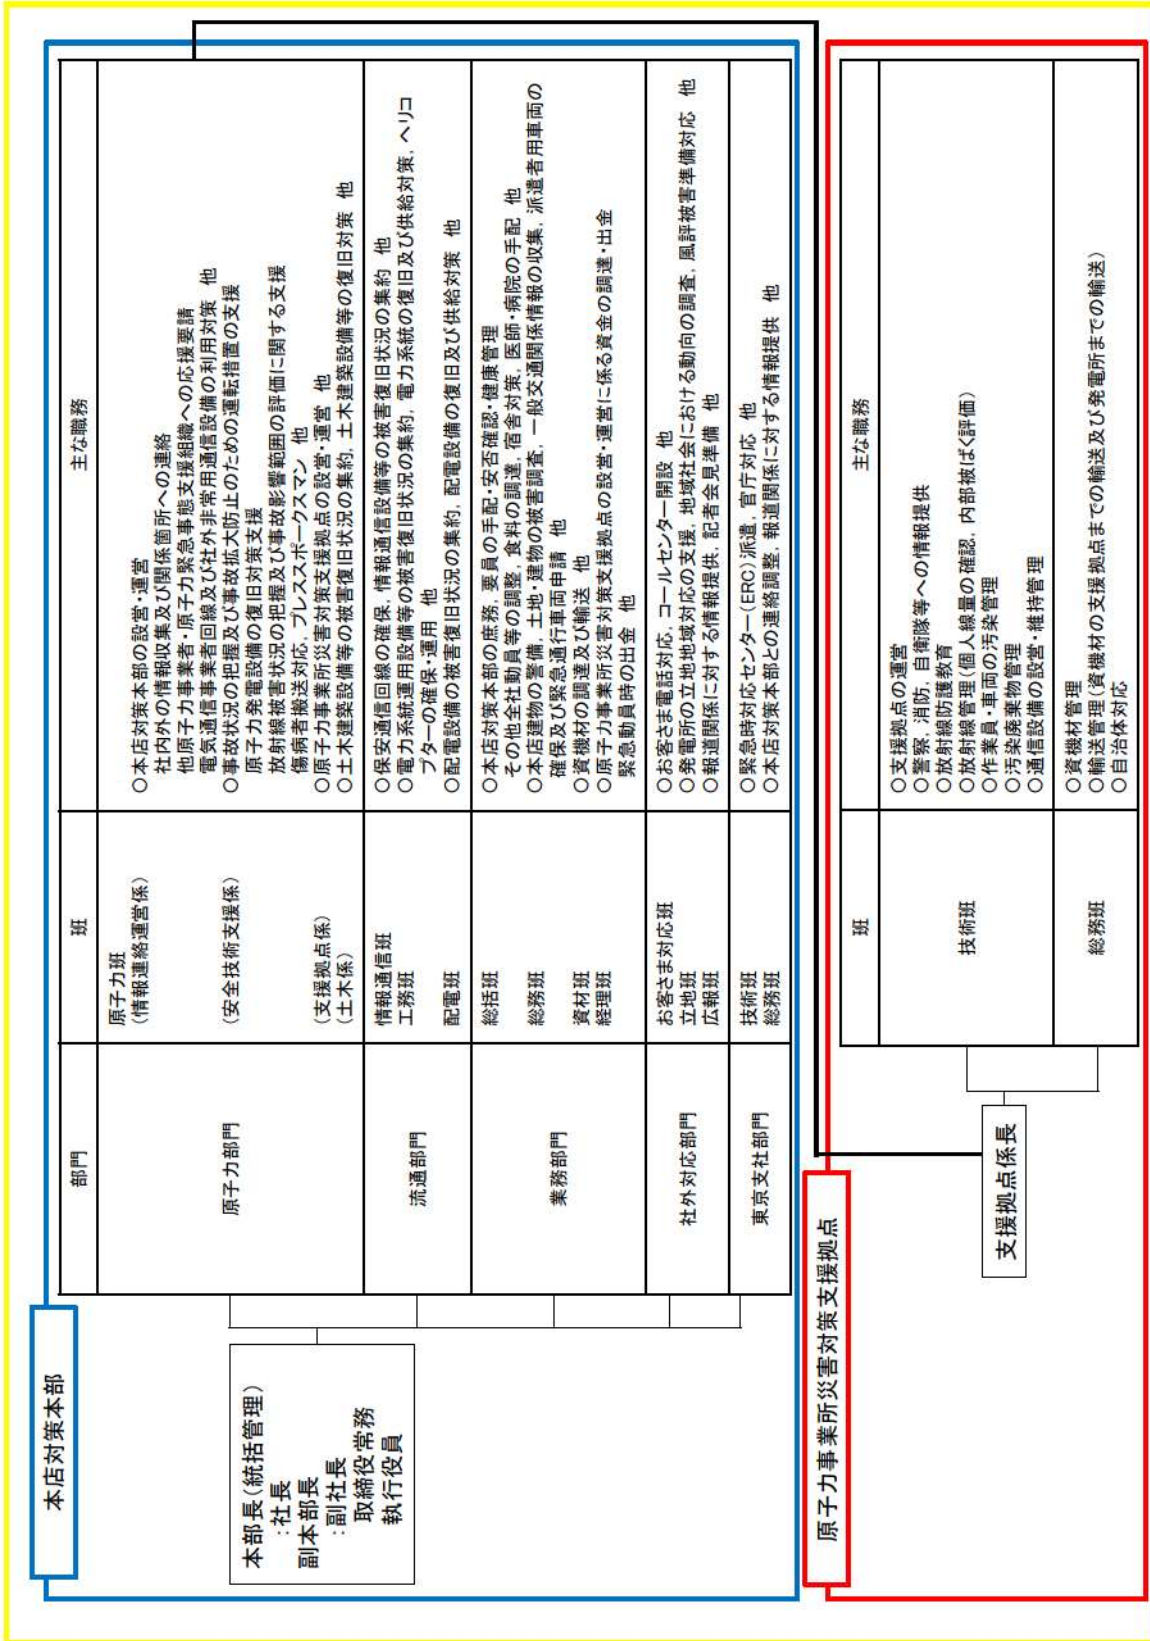 本店対策本部
本部長(統括管理)
:社長
副本部長
:副社長
取締役常務
執行役員
部門
班
主な職務
原子力部門
原子力班
(情報連絡運営係)
○本店対策本部の設営・運営
社内外の情報収集及び関係箇所への連絡
他原子力事業者・原子力緊急事態支援組織への応援要請
電気通信事業者回線及び社外非常用通信設備の利用対策 他
(安全技術支援係)
○事故状況の把握及び事故拡大防止のための運転措置の支援
原子力発電設備の復旧対策支援
放射線被害状況の把握及び事故影響範囲の評価に関する支援
傷病者搬送対応,プレススポークスマン 他
(支援拠点係)
○原子力事業所災害対策支援拠点の設営・運営 他
(土木係)
○土木建築設備等の被害復旧状況の集約,土木建築設備等の復旧対策 他
流通部門
情報通信班
○保安通信回線の確保,情報通信設備等の被害復旧状況の集約 他
工務班
○電力系統運用設備等の被害復旧状況の集約,電力系統の復旧及び供給対策,ヘリコ
プターの確保・運用 他
配電班
○配電設備の被害復旧状況の集約,配電設備の復旧及び供給対策 他
業務部門
総括班
○本店対策本部の庶務,要員の手配・安否確認・健康管理
その他全社動員等の調整,食料の調達,宿舎対策,医師・病院の手配 他
総務班
○本店建物の警備,土地・建物の被害調査,一般交通関係情報の収集,派遣者用車両の
確保及び緊急通行車両申請 他
資材班
○資機材の調達及び輸送 他
経理班
○原子力事業所災害対策支援拠点の設営・運営に係る資金の調達・出金
緊急動員時の出金 他
社外対応部門
お客さま対応班
○お客さま電話対応,コールセンター開設 他
立地班
○発電所の立地地域対応の支援,地域社会における動向の調査,風評被害準備対応 他
広報班
○報道関係に対する情報提供,記者会見準備 他
東京支社部門
技術班
○緊急時対応センター(ERC)派遣,官庁対応 他
総務班
○本店対策本部との連絡調整,報道関係に対する情報提供 他
原子力事業所災害対策支援拠点
支援拠点係長
班
主な職務
技術班
○支援拠点の運営
○警察,消防,自衛隊等への情報提供
○放射線防護教育
○放射線管理(個人線量の確認,内部被ばく評価)
○作業員・車両の汚染管理
○汚染廃棄物管理
○通信設備の設営・維持管理
総務班
○資機材管理
○輸送管理(資機材の支援拠点までの輸送及び発電所までの輸送)
○自治体対応